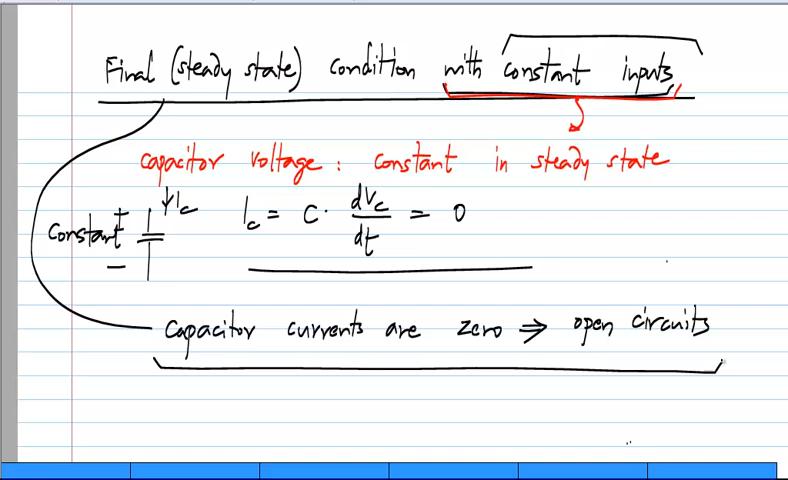 Final (steady state) condition with constant inputs
capacitor voltage : constant in steady state
constant + - ↓Ic Ic = C · dVc/dt = 0
Capacitor currents are zero ⇒ open circuits